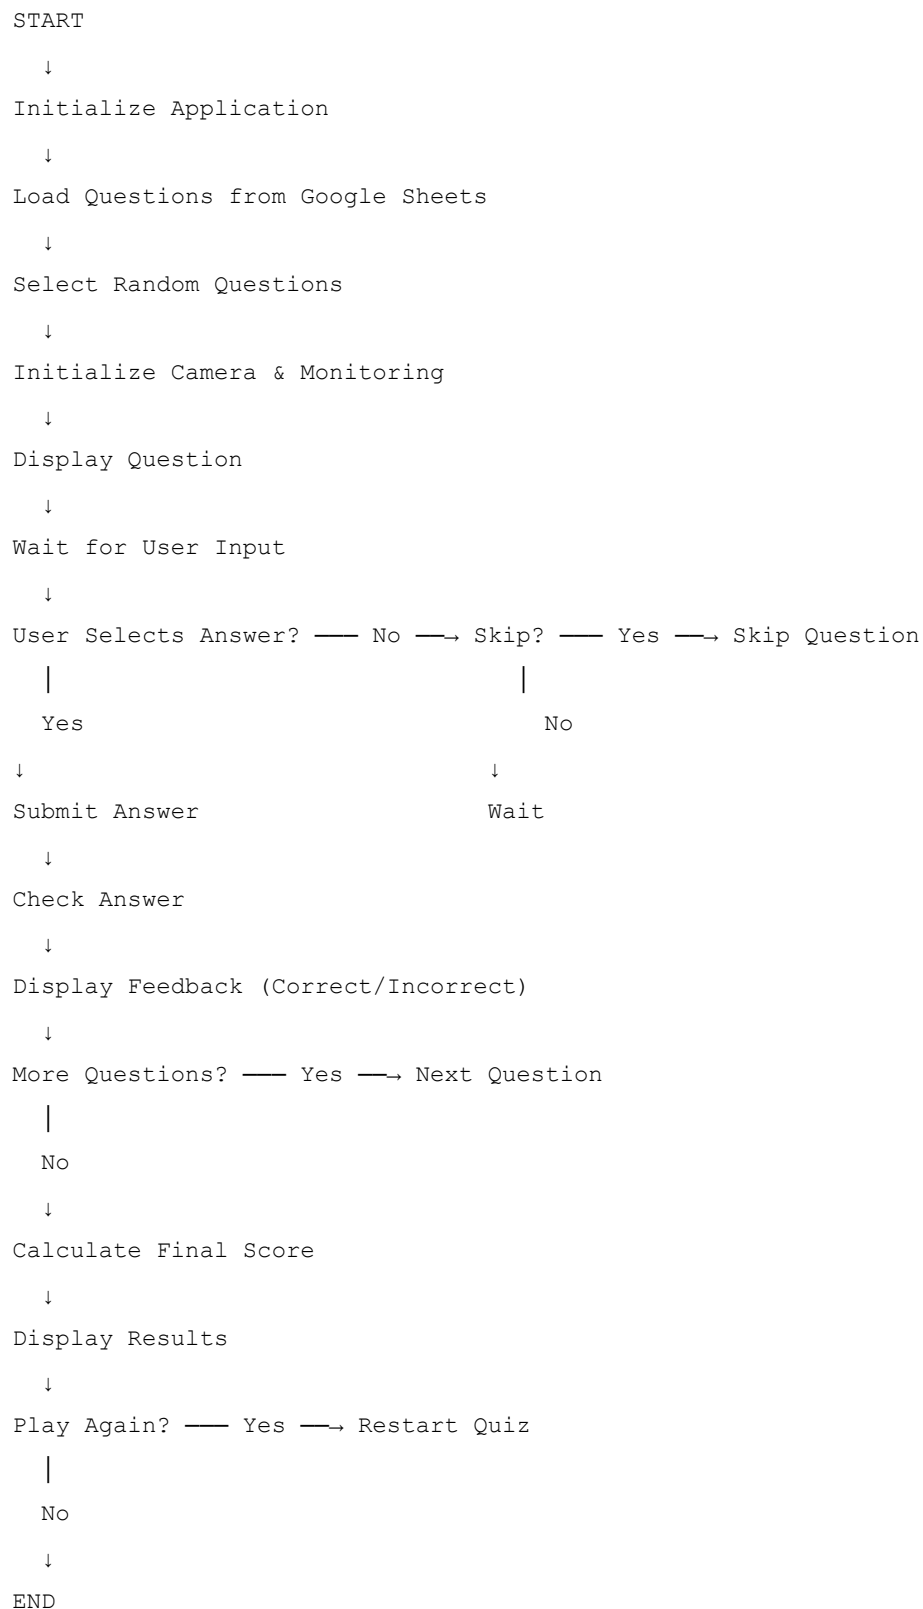 START
↓
Initialize Application
↓
Load Questions from Google Sheets
↓
Select Random Questions
↓
Initialize Camera & Monitoring
↓
Display Question
↓
Wait for User Input
↓
User Selects Answer? ─── No ──→ Skip? ─── Yes ──→ Skip Question
│ │
Yes No
↓ ↓
Submit Answer Wait
↓
Check Answer
↓
Display Feedback (Correct/Incorrect)
↓
More Questions? ─── Yes ──→ Next Question
│
No
↓
Calculate Final Score
↓
Display Results
↓
Play Again? ─── Yes ──→ Restart Quiz
│
No
↓
END